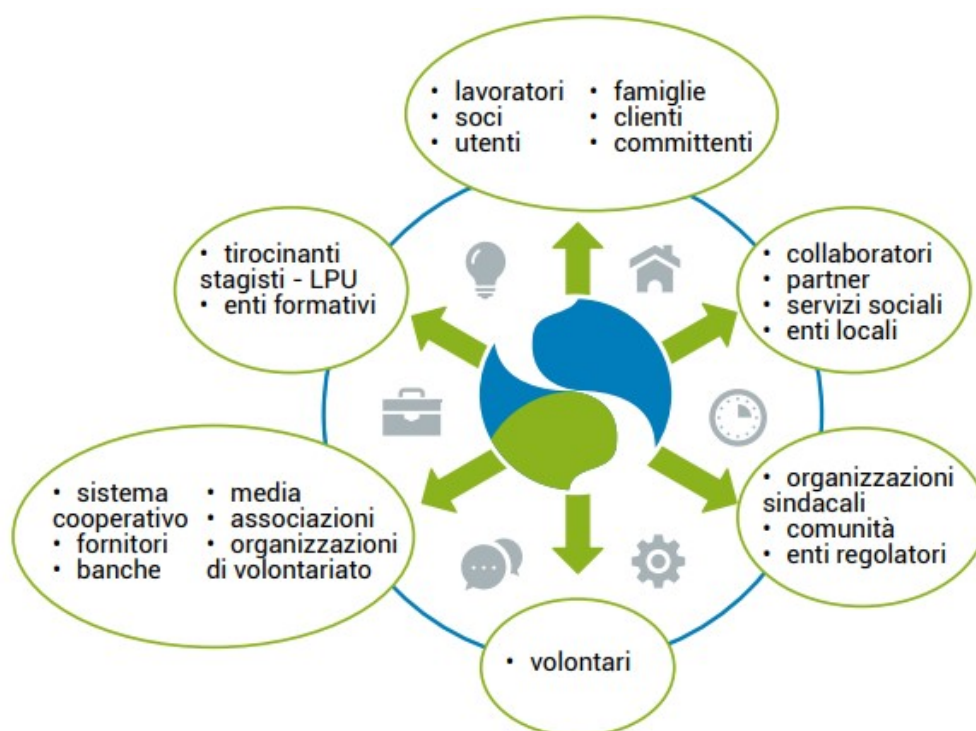 • lavoratori • famiglie
• soci • clienti
• utenti • committenti
• tirocinanti
stagisti - LPU
• enti formativi
• collaboratori
• partner
• servizi sociali
• enti locali
• sistema
cooperativo
• fornitori
• banche
• media
• associazioni
• organizzazioni
di volontariato
• organizzazioni
sindacali
• comunità
• enti regolatori
• volontari